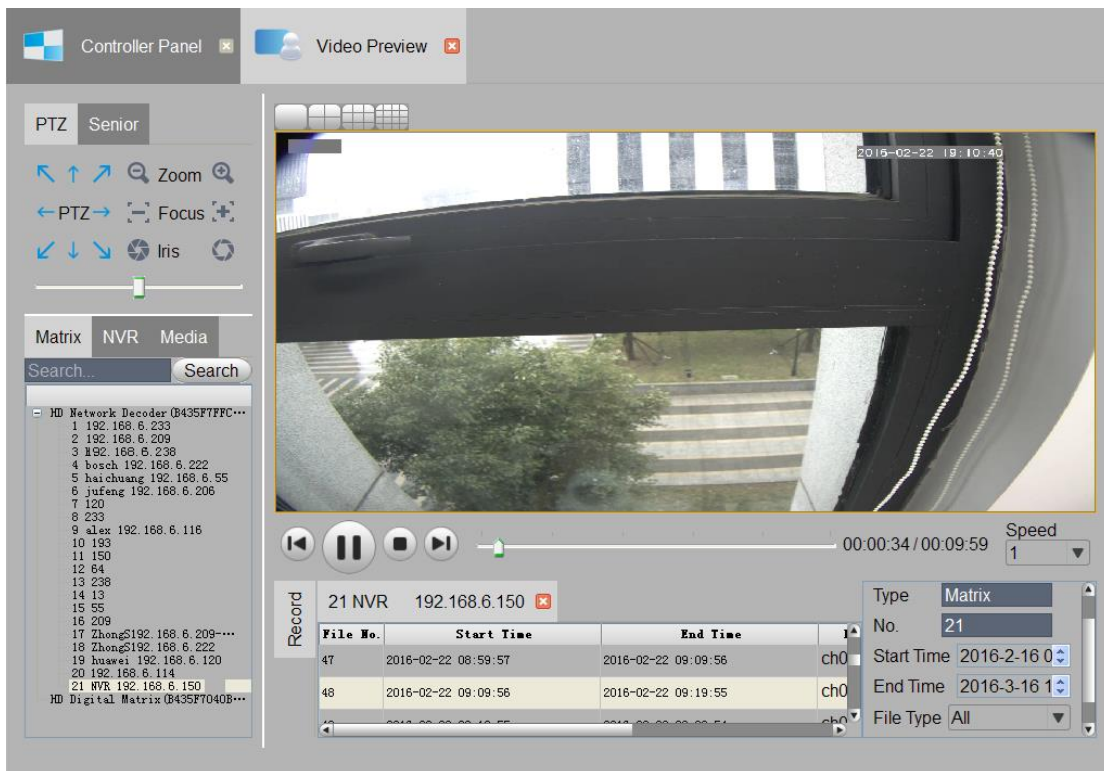 Controller Panel
Video Preview
PTZ Senior
Zoom
PTZ Focus
Iris
Matrix NVR Media
Search... Search
HD Network Decoder(B435F7FFC···
1 192.168.6.233
2 192.168.6.209
3 N92.168.6.238
4 bosch 192.168.6.222
5 haichuang 192.168.6.55
6 jufeng 192.168.6.206
7 120
8 233
9 alex 192.168.6.116
10 193
11 150
12 64
13 238
14 13
15 55
16 209
17 ZhongS192.168.6.209-···
18 ZhongS192.168.6.222
19 huawei 192.168.6.120
20 192.168.6.114
21 NVR 192.168.6.150
HD Digital Matrix(B435F7040B···
2016-02-22 19:10:40
00:00:34/00:09:59
Speed
1
Record
21 NVR 192.168.6.150
File No. Start Time End Time
47 2016-02-22 08:59:57 2016-02-22 09:09:56 ch0
48 2016-02-22 09:09:56 2016-02-22 09:19:55 ch0
Type Matrix
No. 21
Start Time 2016-2-16 0
End Time 2016-3-16 1
File Type All